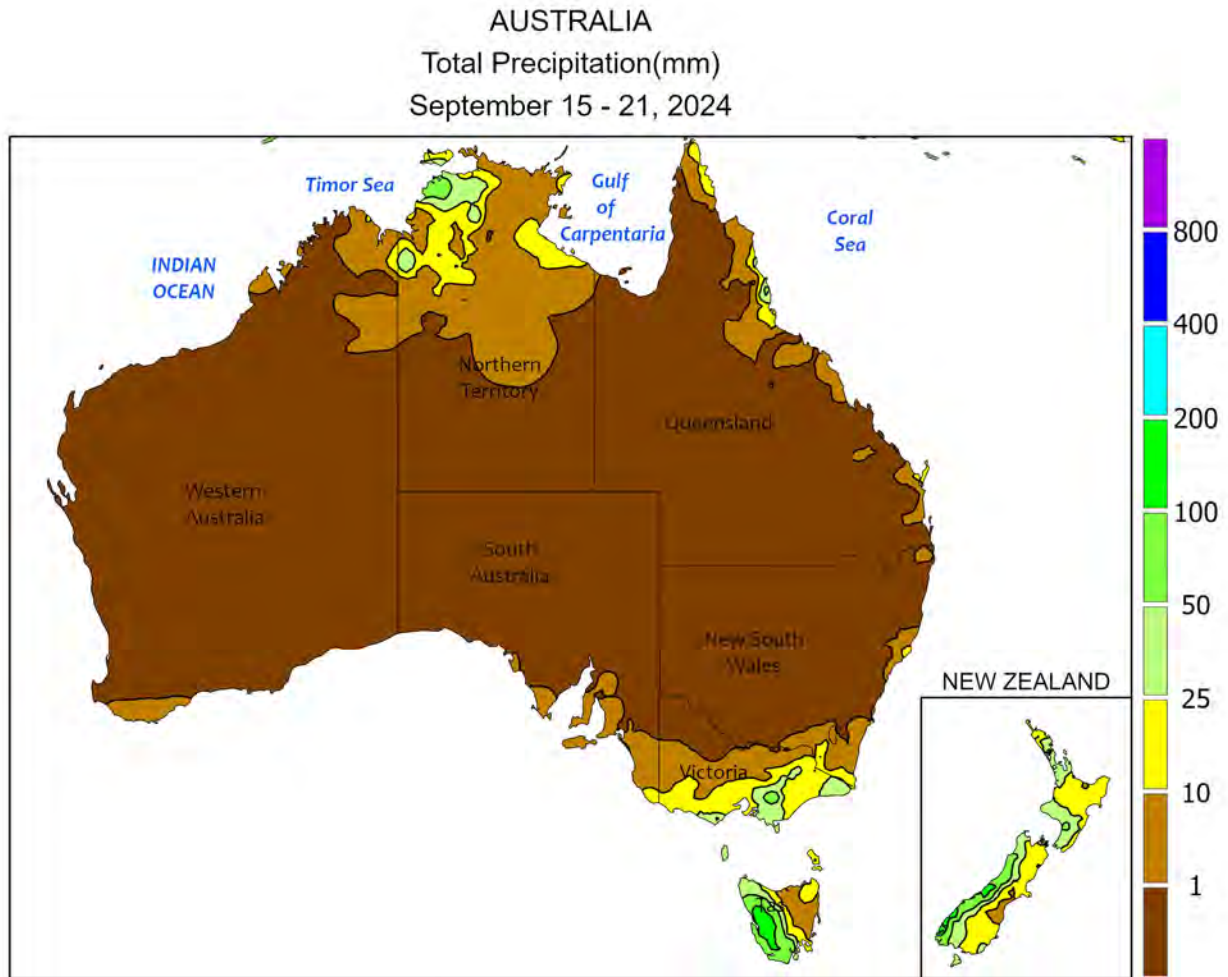 AUSTRALIA
Total Precipitation(mm)
September 15 - 21, 2024
Timor Sea
Gulf
of
Carpentaria
Coral
Sea
INDIAN
OCEAN
Northern
Territory
Queensland
Western
Australia
South
Australia
New South
Wales
Victoria
Tas
NEW ZEALAND
800
400
200
100
50
25
10
1